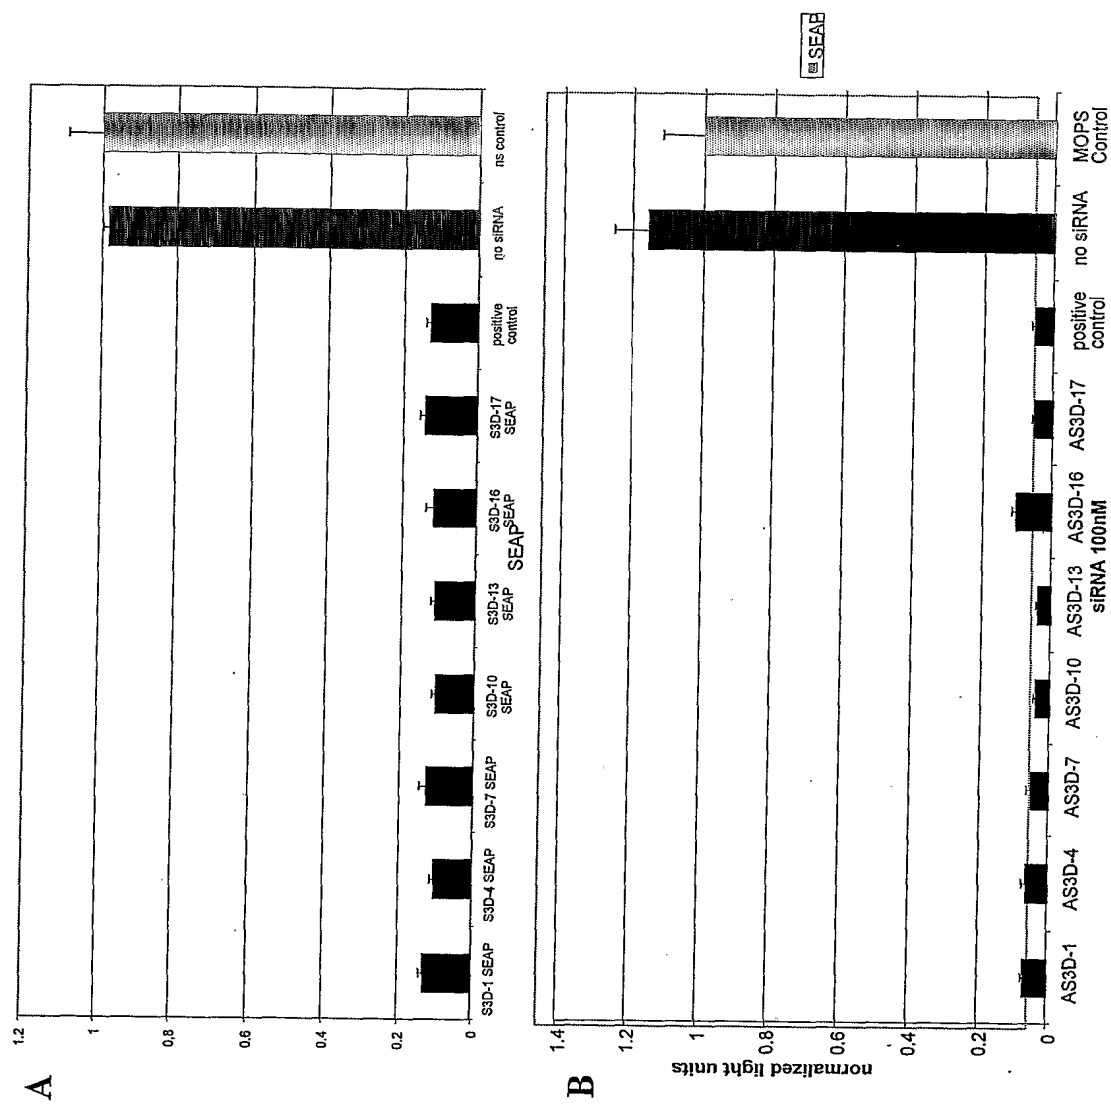 A
1.2
1
0.8
0.6
0.4
0.2
0
S3D-1 SEAP
S3D-4 SEAP
S3D-7 SEAP
S3D-10
SEAP
S3D-13
SEAP
S3D-16
SEAP
S3D-17
SEAP
positive
control
no siRNA
ns control
SEAP
B
SEAP
normalized light units
1.4
1.2
1
0.8
0.6
0.4
0.2
0
AS3D-1
AS3D-4
AS3D-7
AS3D-10
AS3D-13
AS3D-16
AS3D-17
positive
control
no siRNA
MOPS
Control
siRNA 100nM